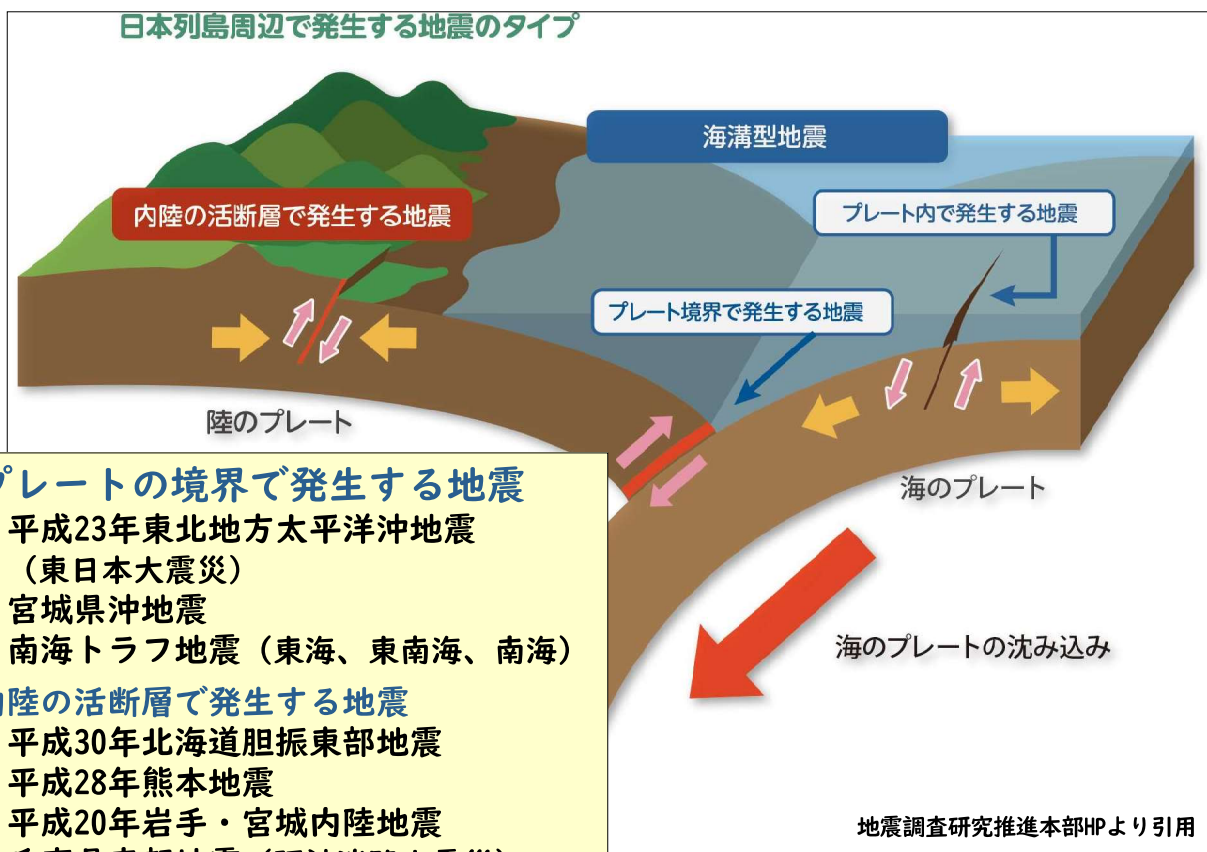 日本列島周辺で発生する地震のタイプ
海溝型地震
内陸の活断層で発生する地震
プレート内で発生する地震
プレート境界で発生する地震
陸のプレート
海のプレート
海のプレートの沈み込み
プレートの境界で発生する地震
平成23年東北地方太平洋沖地震
（東日本大震災）
宮城県沖地震
南海トラフ地震（東海、東南海、南海）
内陸の活断層で発生する地震
平成30年北海道胆振東部地震
平成28年熊本地震
平成20年岩手・宮城内陸地震
地震調査研究推進本部HPより引用